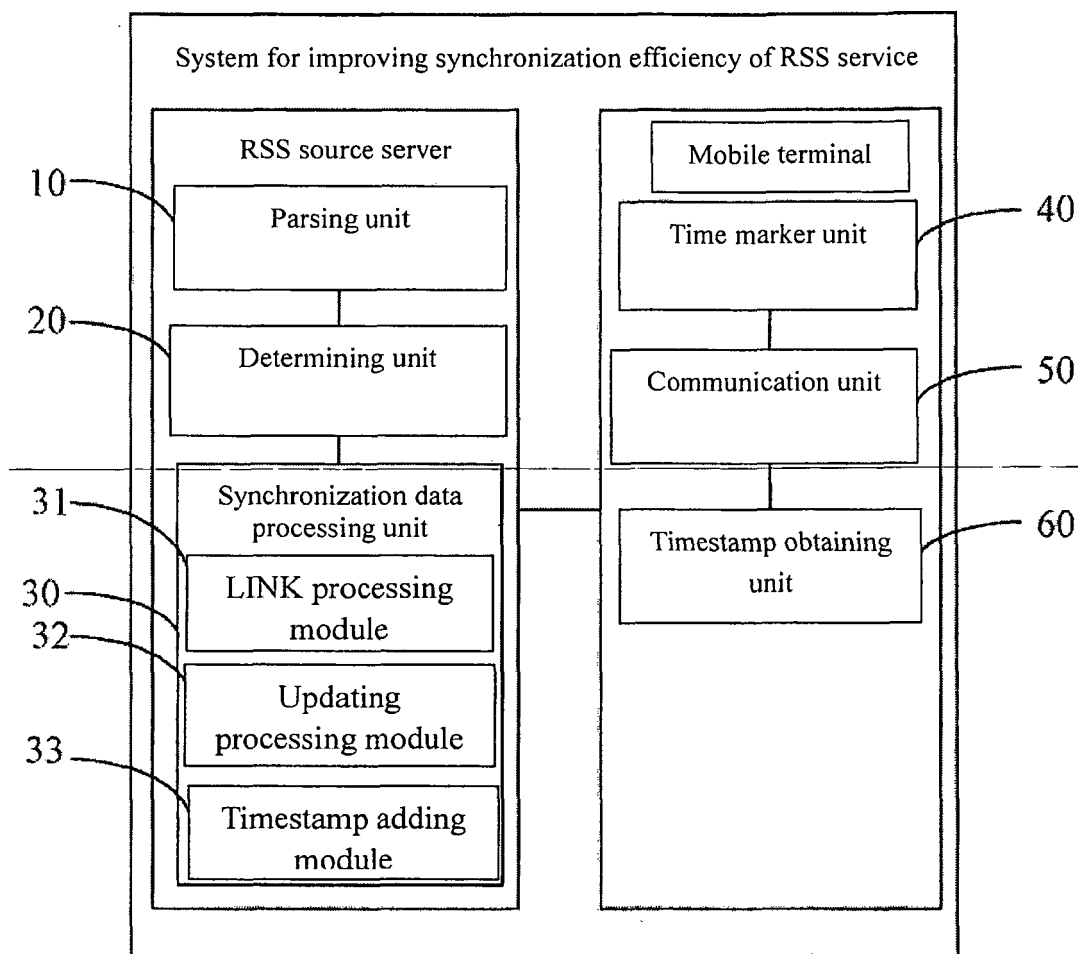 System for improving synchronization efficiency of RSS service
RSS source server
10
Parsing unit
20
Determining unit
Synchronization data
processing unit
31
LINK processing
module
30
32
Updating
processing module
33
Timestamp adding
module
Mobile terminal
40
Time marker unit
50
Communication unit
60
Timestamp obtaining
unit